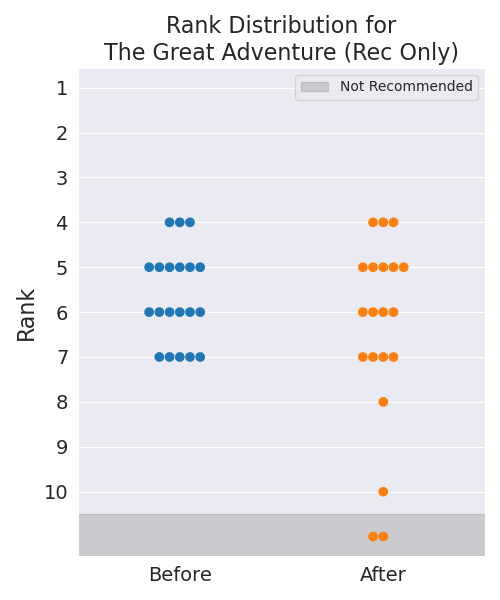 Rank Distribution for
The Great Adventure (Rec Only)
Not Recommended
Rank
1
2
3
4
5
6
7
8
9
10
Before
After